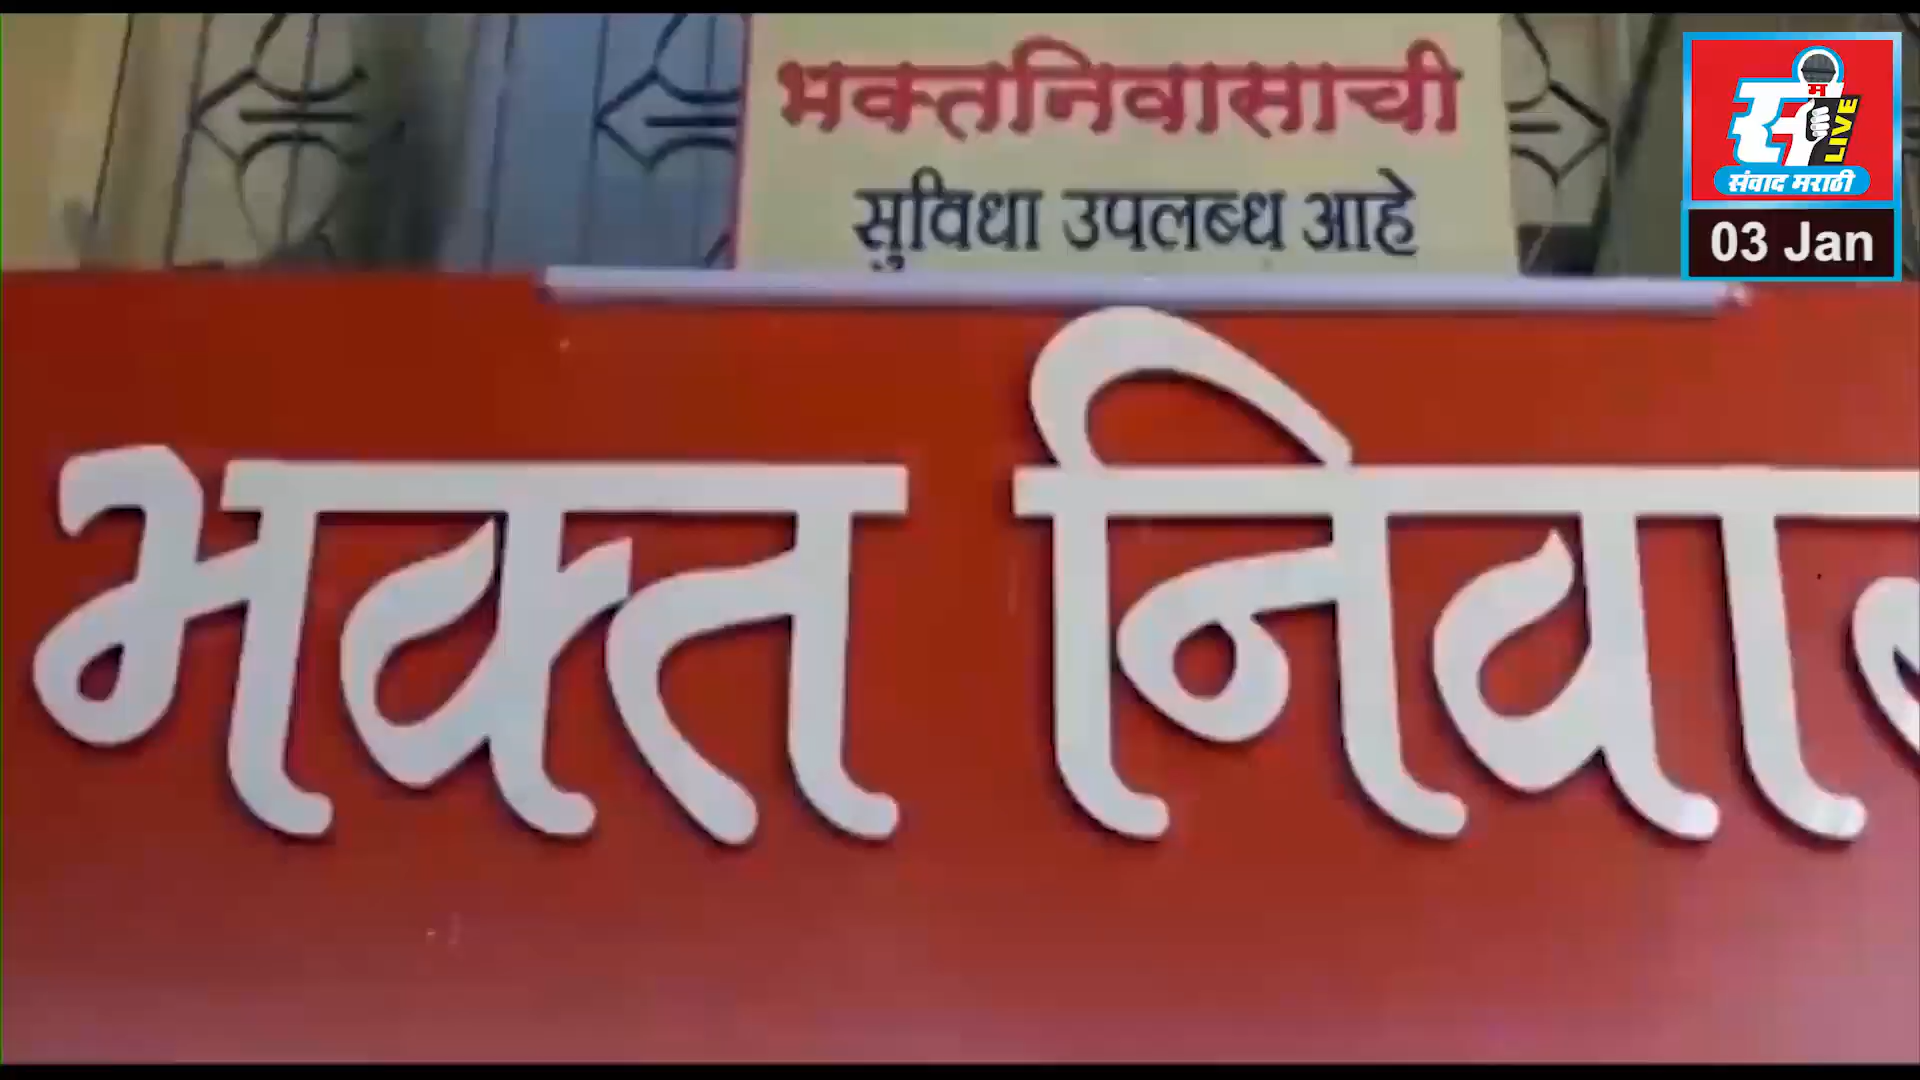 भक्तनिवासाची
सुविधा उपलब्ध आहे
स
म
LIVE
संवाद मराठी
03 Jan
भक्त